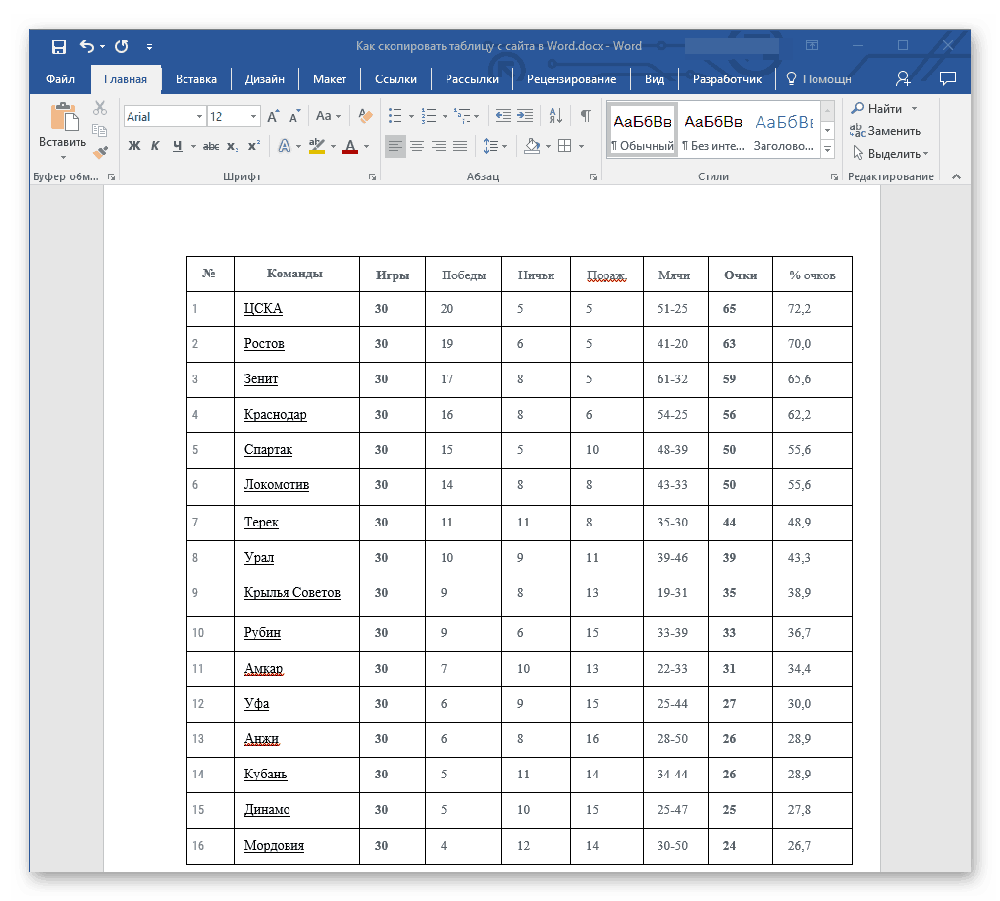 Как скопировать таблицу с сайта в Word.docx - Word
Файл Главная Вставка Дизайн Макет Ссылки Рассылки Рецензирование Вид Разработчик Помощн
Arial 12 Aa АаБбВв АаБбВв АаБбВв Найти
Вставить Заменить
Ж К Ч abc x₂ x² A ab A ¶ Обычный ¶ Без инте... Заголово... Выделить
Буфер обм... Шрифт Абзац Стили Редактирование
№ Команды Игры Победы Ничьи Пораж. Мячи Очки % очков
1 ЦСКА 30 20 5 5 51-25 65 72,2
2 Ростов 30 19 6 5 41-20 63 70,0
3 Зенит 30 17 8 5 61-32 59 65,6
4 Краснодар 30 16 8 6 54-25 56 62,2
5 Спартак 30 15 5 10 48-39 50 55,6
6 Локомотив 30 14 8 8 43-33 50 55,6
7 Терек 30 11 11 8 35-30 44 48,9
8 Урал 30 10 9 11 39-46 39 43,3
9 Крылья Советов 30 9 8 13 19-31 35 38,9
10 Рубин 30 9 6 15 33-39 33 36,7
11 Амкар 30 7 10 13 22-33 31 34,4
12 Уфа 30 6 9 15 25-44 27 30,0
13 Анжи 30 6 8 16 28-50 26 28,9
14 Кубань 30 5 11 14 34-44 26 28,9
15 Динамо 30 5 10 15 25-47 25 27,8
16 Мордовия 30 4 12 14 30-50 24 26,7